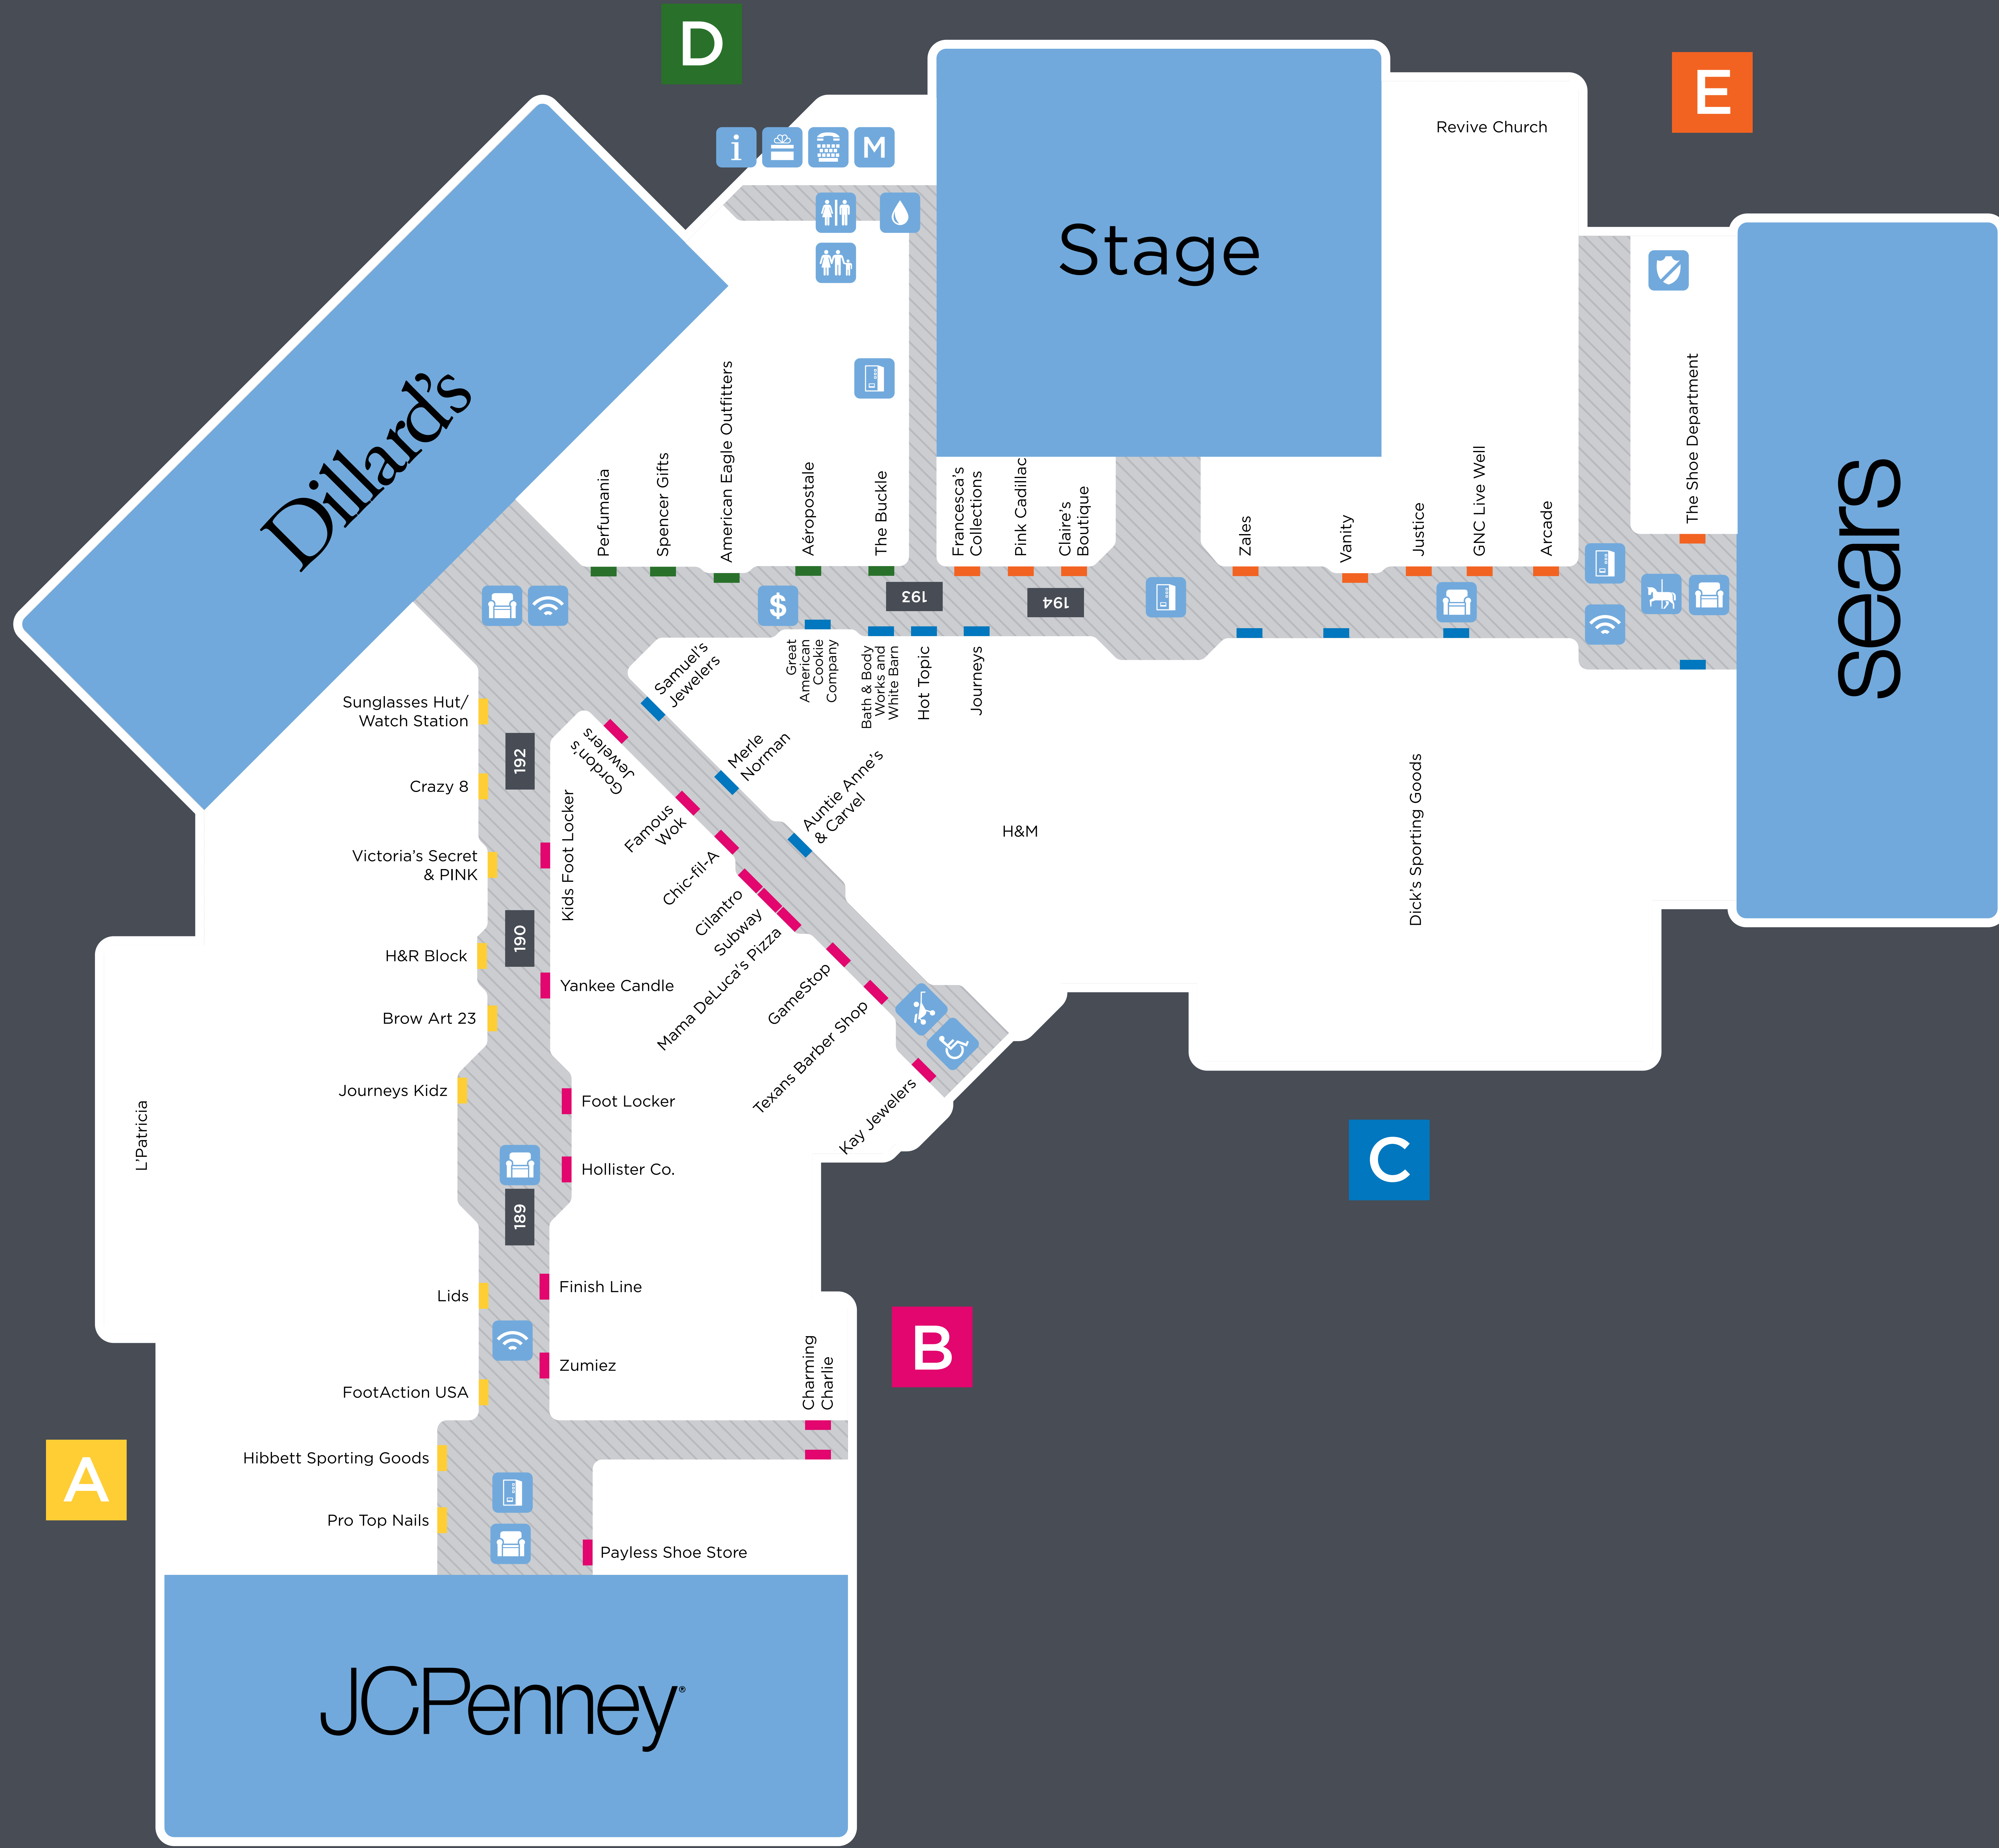 D
E
i
M
Revive Church
Stage
Dillard's
sears
The Shoe Department
Perfumania
Spencer Gifts
American Eagle Outfitters
Aéropostale
The Buckle
Francesca's
Collections
Pink Cadillac
Claire's
Boutique
Zales
Vanity
Justice
GNC Live Well
Arcade
$
193
194
Samuel's
Jewelers
Great
American
Cookie
Company
Bath & Body
Works and
White Barn
Hot Topic
Journeys
Sunglasses Hut/
Watch Station
192
Gordon's
Jewelers
Merle
Norman
Auntie Anne's
& Carvel
Crazy 8
Kids Foot Locker
Famous
Wok
Chic-fil-A
Cilantro
Subway
Mama DeLuca's Pizza
GameStop
Texans Barber Shop
Kay Jewelers
H&M
Dick's Sporting Goods
Victoria's Secret
& PINK
190
H&R Block
Yankee Candle
Brow Art 23
Journeys Kidz
Foot Locker
L'Patricia
Hollister Co.
189
C
Lids
Finish Line
B
Zumiez
Charming
Charlie
FootAction USA
Hibbett Sporting Goods
A
Pro Top Nails
Payless Shoe Store
JCPenney®